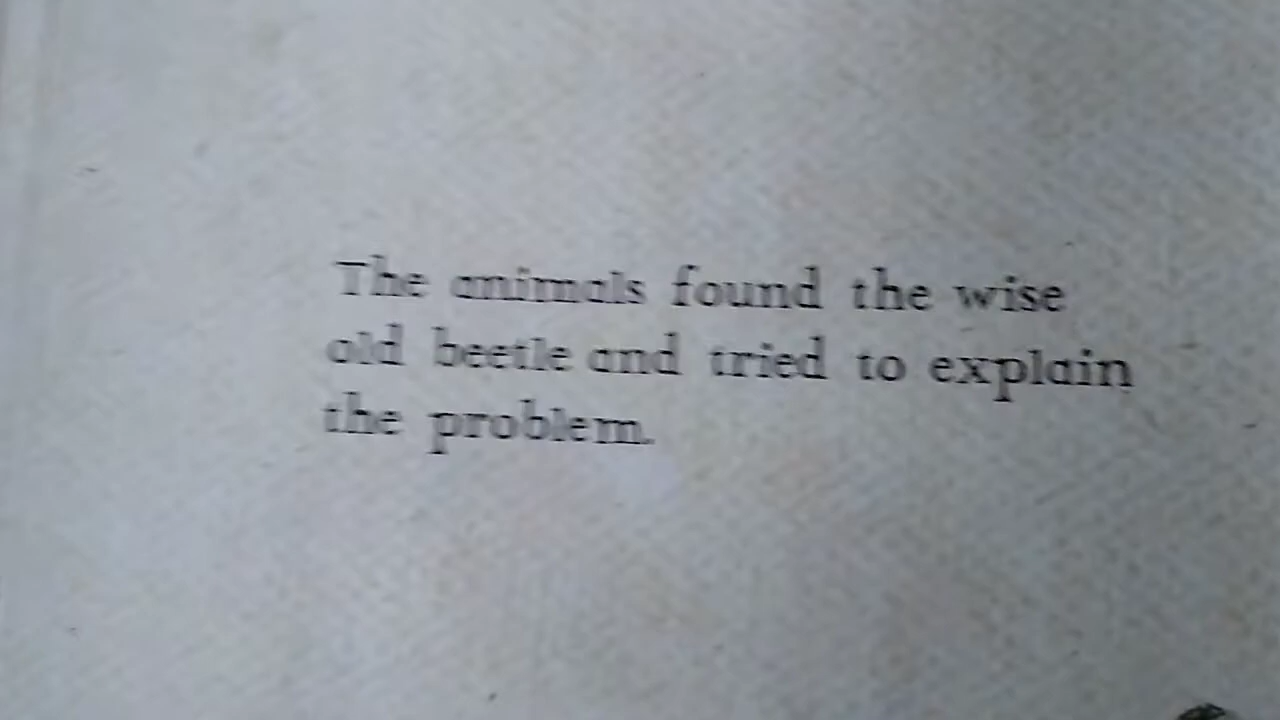 The animals found the wise
old beetle and tried to explain
the problem.